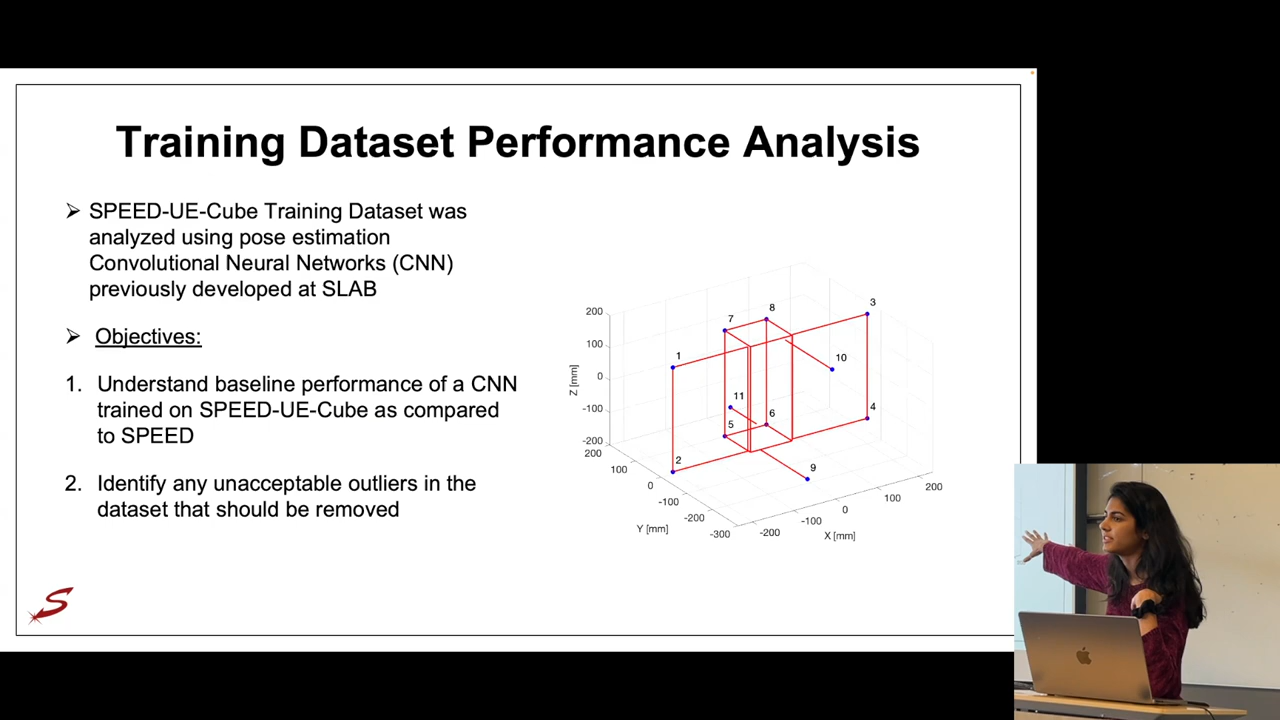 Training Dataset Performance Analysis
➢ SPEED-UE-Cube Training Dataset was
analyzed using pose estimation
Convolutional Neural Networks (CNN)
previously developed at SLAB
➢ Objectives:
1. Understand baseline performance of a CNN
trained on SPEED-UE-Cube as compared
to SPEED
2. Identify any unacceptable outliers in the
dataset that should be removed
200
100
0
-100
-200
Z [mm]
200
100
0
-100
-200
-300
Y [mm]
-200
-100
0
100
200
X [mm]
1
2
3
4
5
6
7
8
9
10
11
S